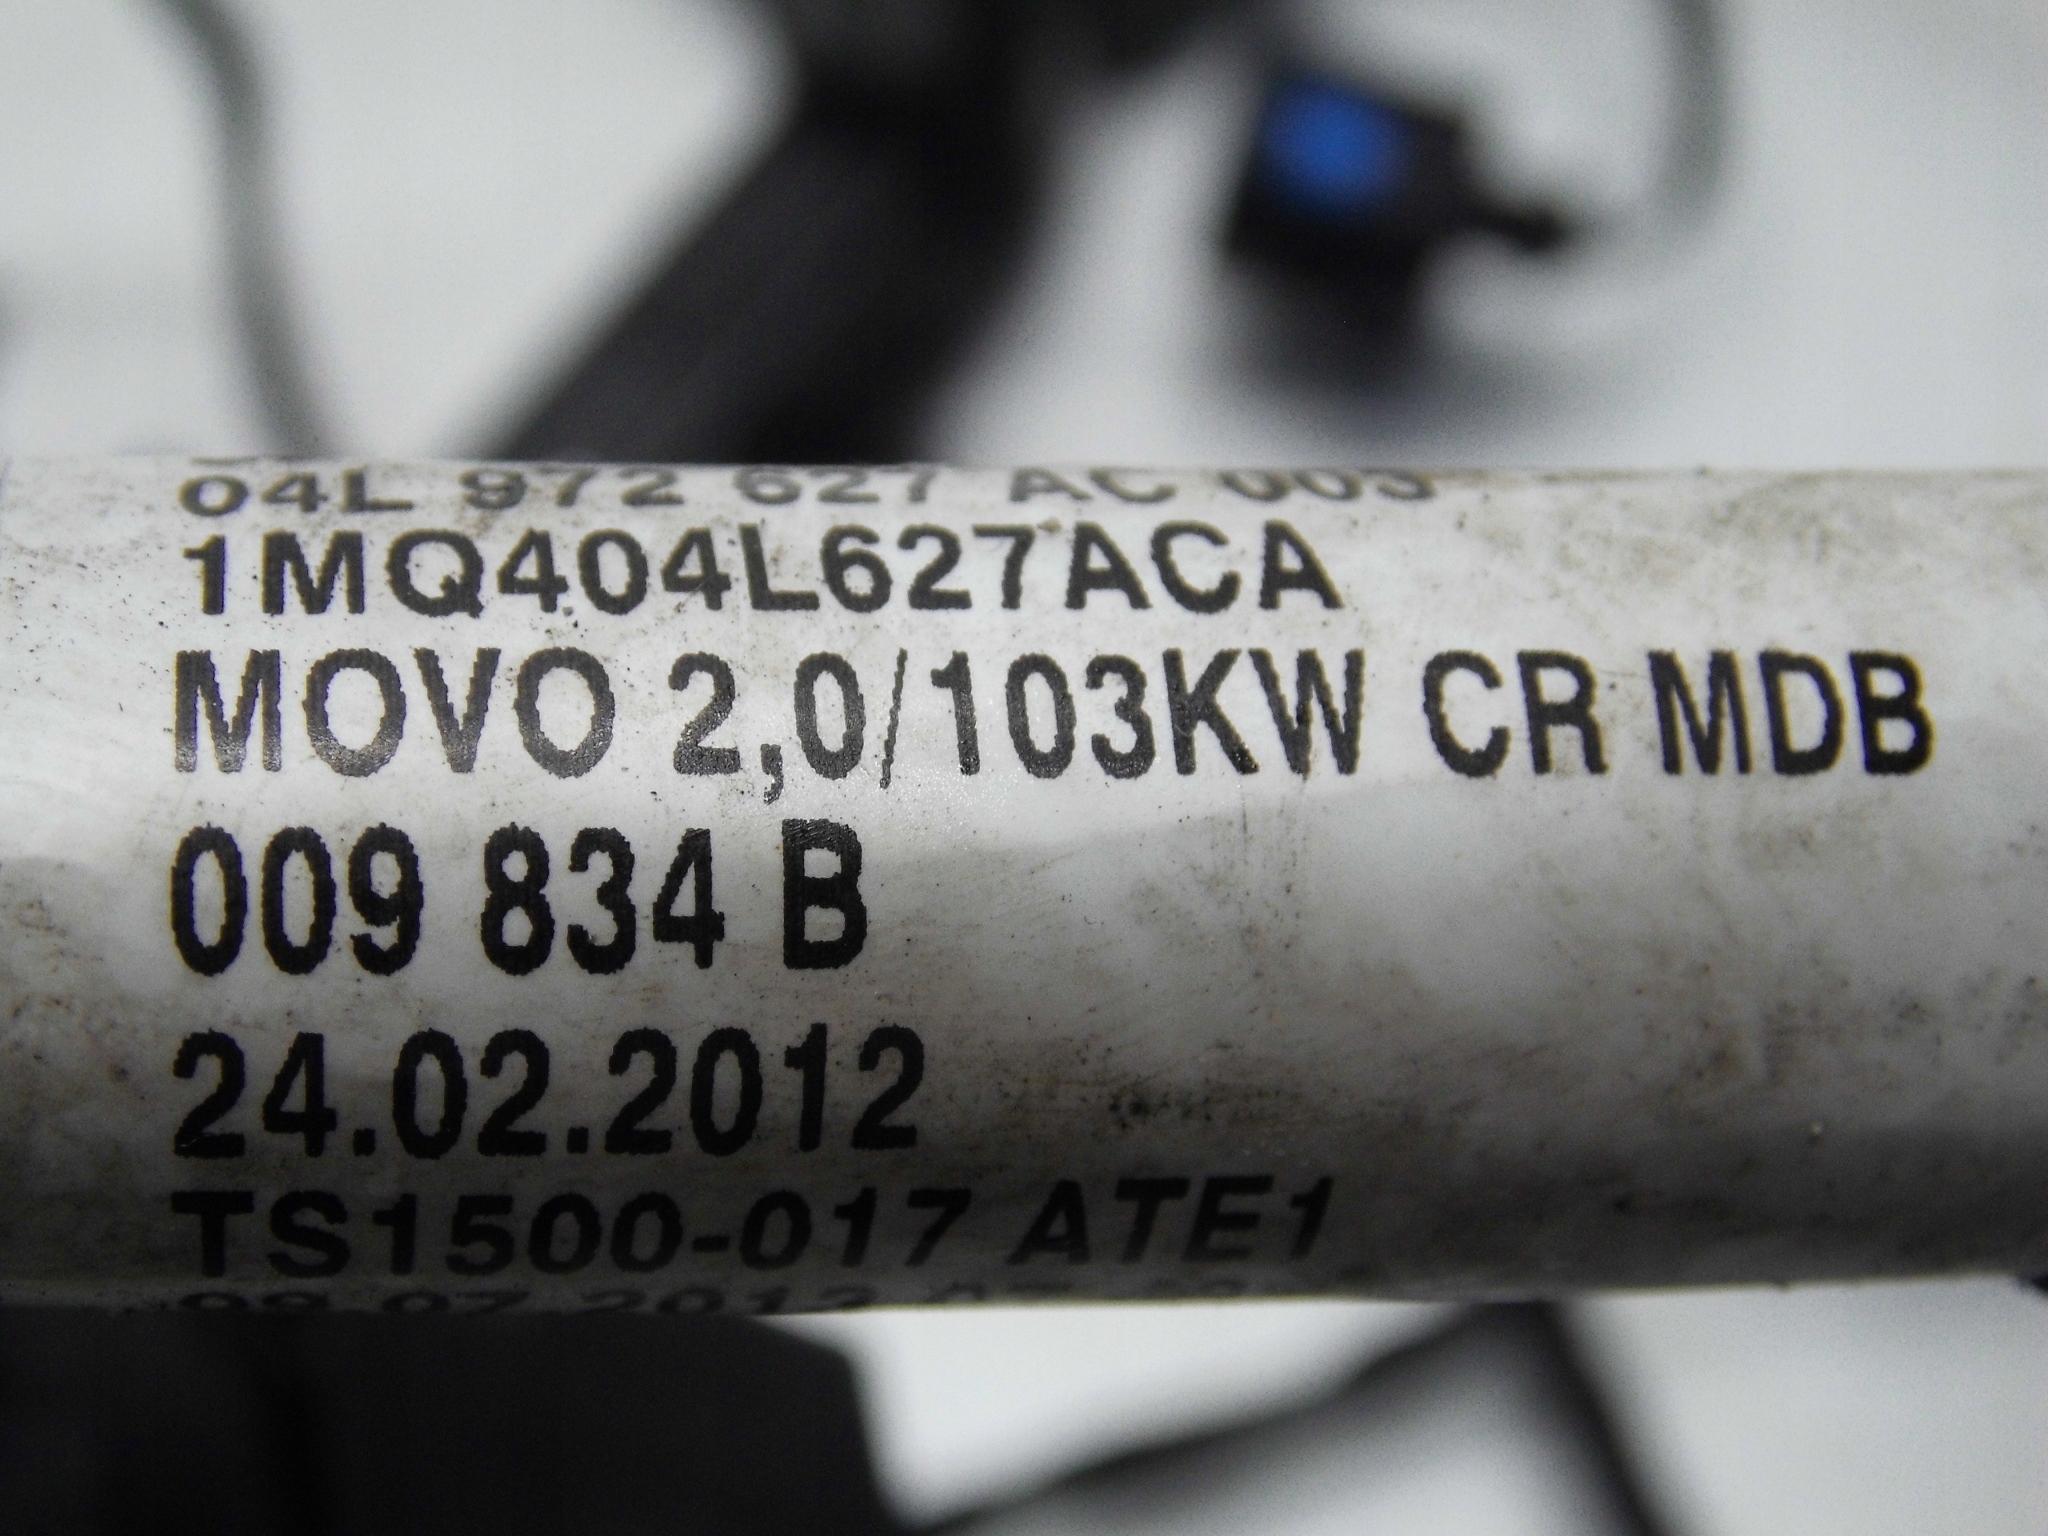 04L 972 627 AC 003
1MQ404L627ACA
MOVO 2,0/103KW CR MDB
009 834 B
24.02.2012
TS1500-017 ATE1